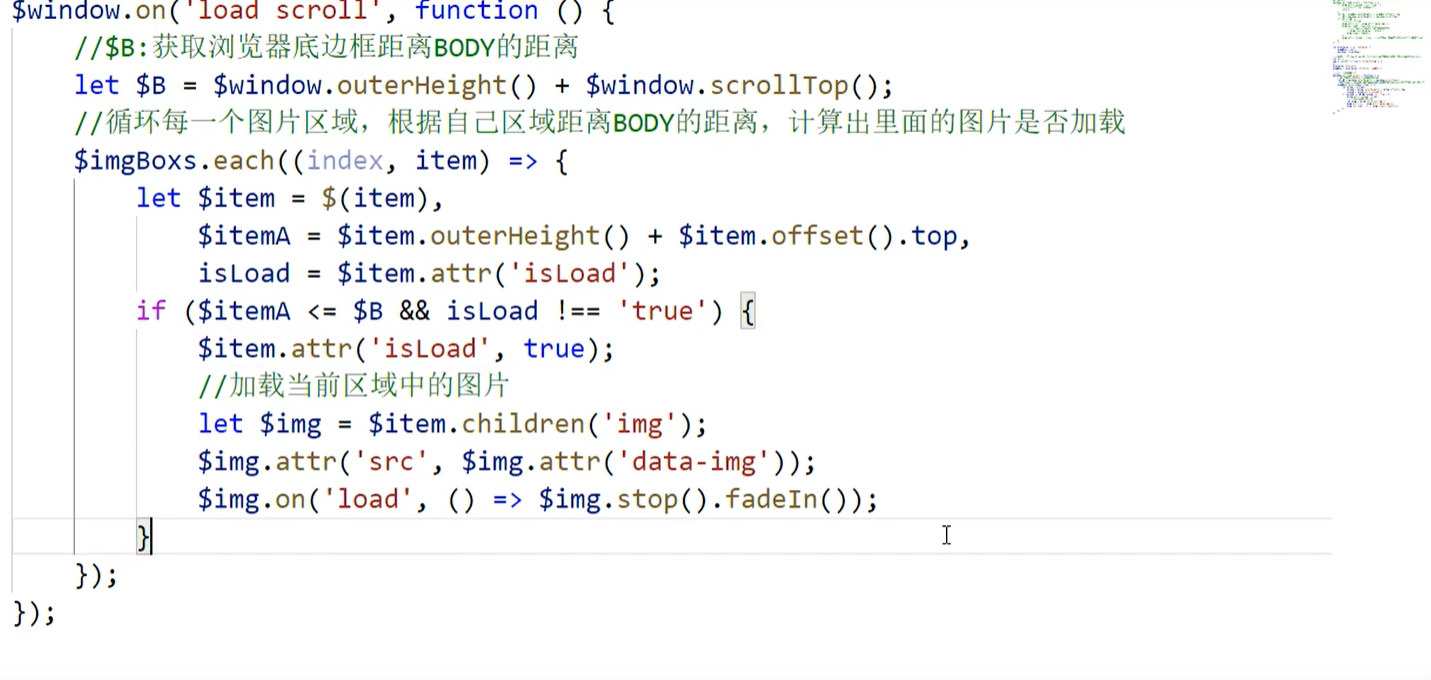 $window.on('load scroll', function () {
    //$B:获取浏览器底边框距离BODY的距离
    let $B = $window.outerHeight() + $window.scrollTop();
    //循环每一个图片区域，根据自己区域距离BODY的距离，计算出里面的图片是否加载
    $imgBoxs.each((index, item) => {
        let $item = $(item),
            $itemA = $item.outerHeight() + $item.offset().top,
            isLoad = $item.attr('isLoad');
        if ($itemA <= $B && isLoad !== 'true') {
            $item.attr('isLoad', true);
            //加载当前区域中的图片
            let $img = $item.children('img');
            $img.attr('src', $img.attr('data-img'));
            $img.on('load', () => $img.stop().fadeIn());
        }
    });
});